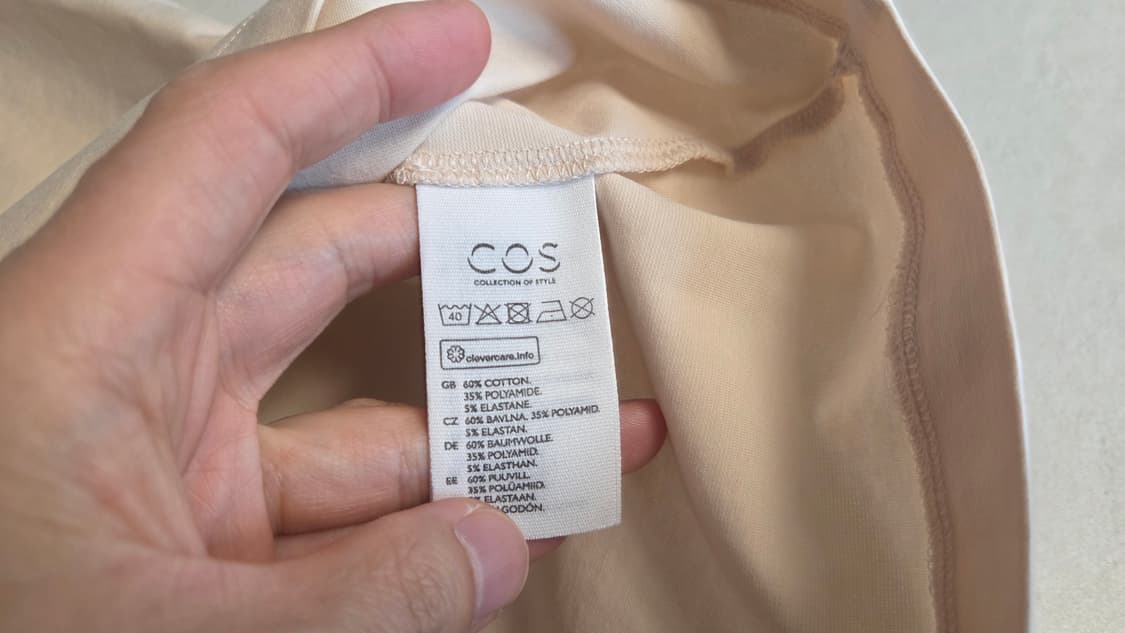 COS
COLLECTION OF STYLE
40
clevercare.info
GB 60% COTTON.
35% POLYAMIDE.
5% ELASTANE.
CZ 60% BAVLNA. 35% POLYAMID.
5% ELASTAN.
DE 60% BAUMWOLLE.
35% POLYAMID.
5% ELASTHAN.
EE 60% PUUVILL.
35% POLÜAMIID.
ELASTAAN.